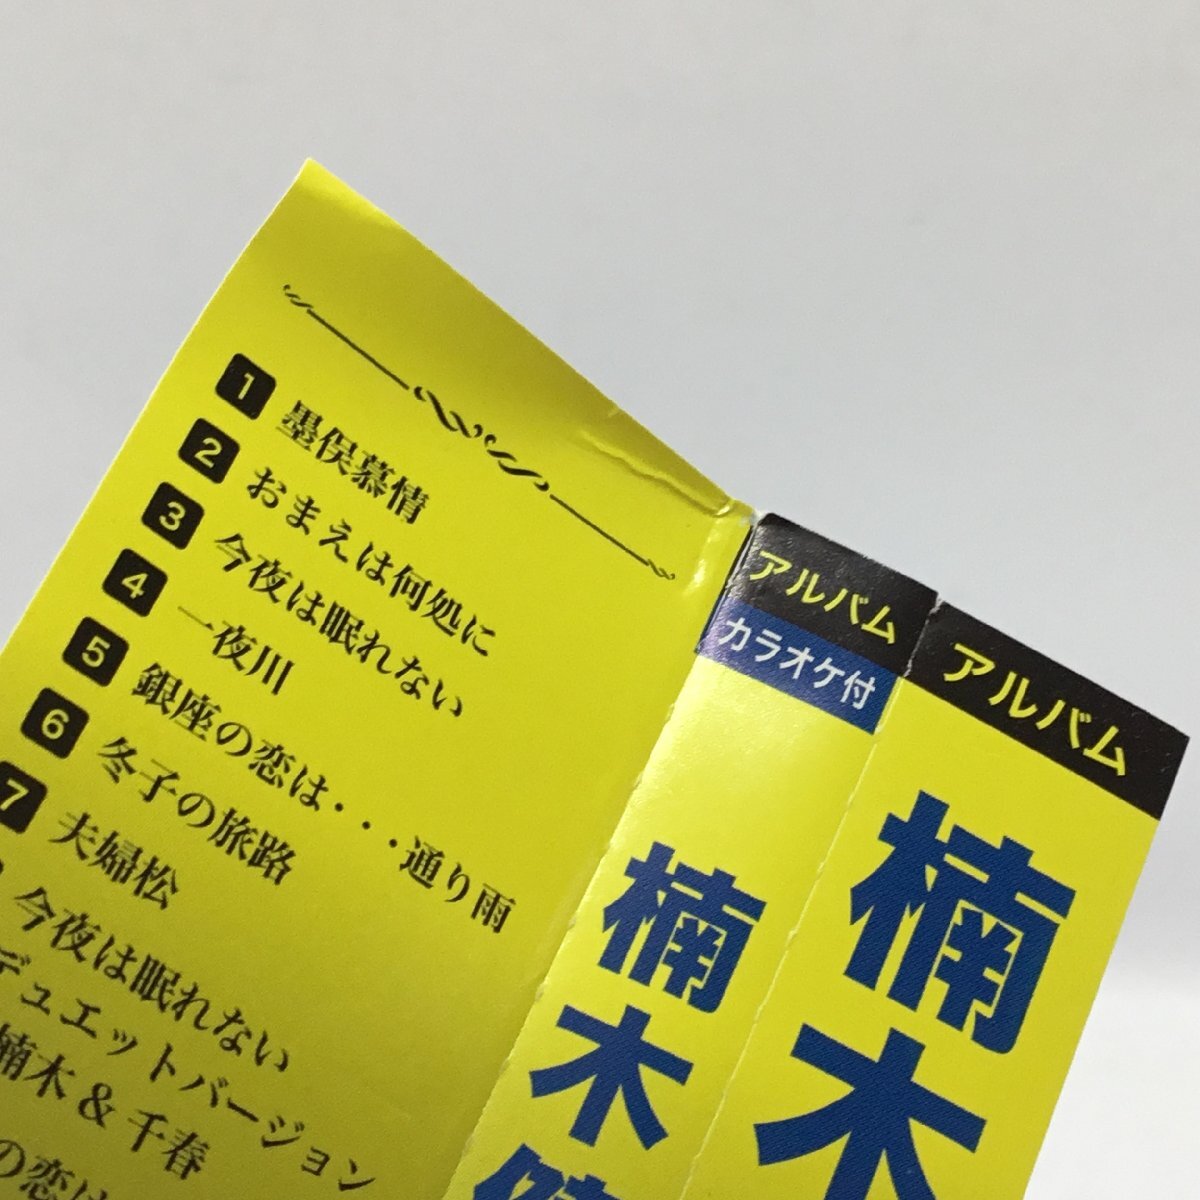 1 墨俣慕情
2 おまえは何処に
3 今夜は眠れない
4 一夜川
5 銀座の恋は・・・通り雨
6 冬子の旅路
7 夫婦松
今夜は眠れない
デュエットバージョン
楠木＆千春
の恋は
アルバム
カラオケ付
楠木
アルバム
楠木